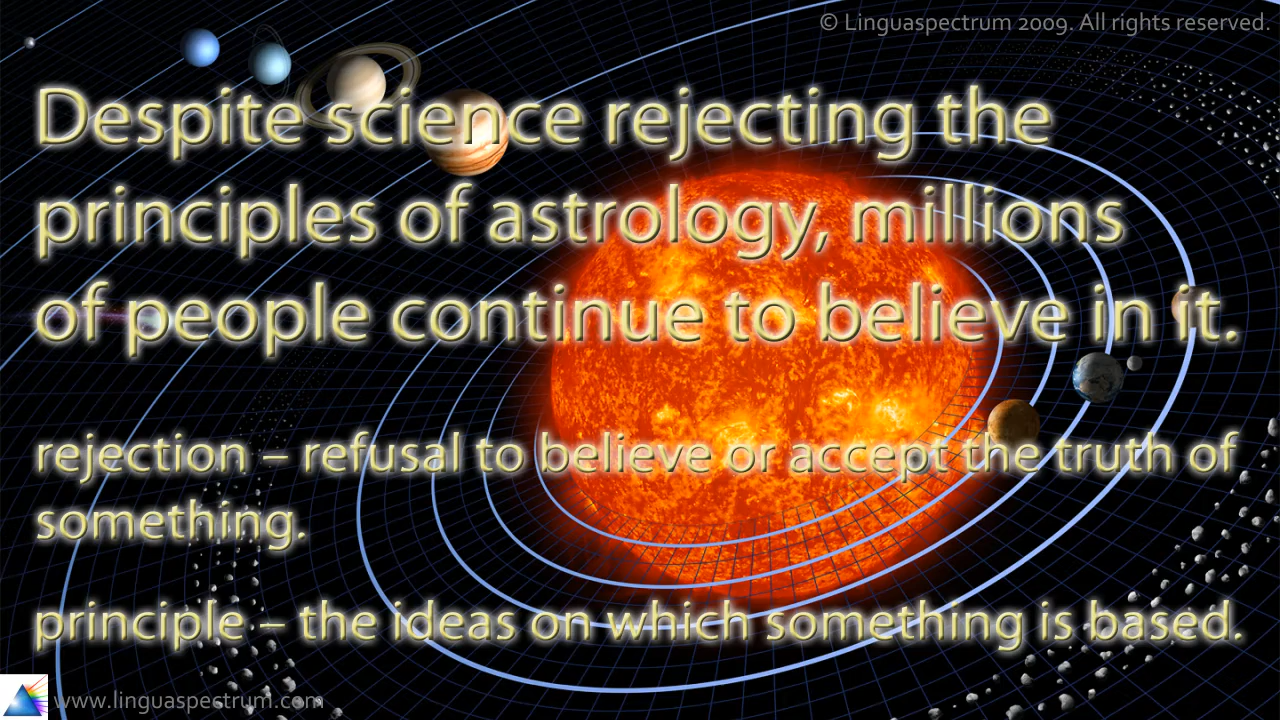 © Linguaspectrum 2009. All rights reserved.
Despite science rejecting the
principles of astrology, millions
of people continue to believe in it.
rejection – refusal to believe or accept the truth of
something.
principle – the ideas on which something is based.
www.linguaspectrum.com